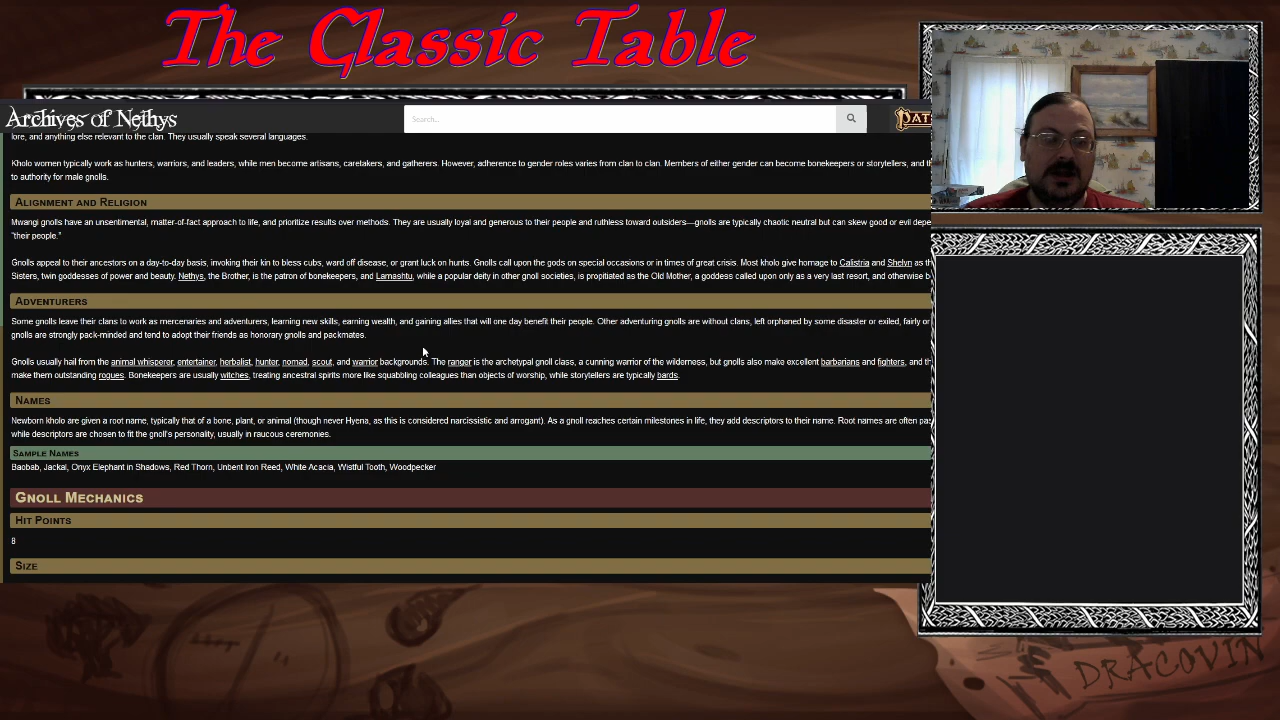 The Classic Table
Archives of Nethys
Search...
lore, and anything else relevant to the clan. They usually speak several languages.
Kholo women typically work as hunters, warriors, and leaders, while men become artisans, caretakers, and gatherers. However, adherence to gender roles varies from clan to clan. Members of either gender can become bonekeepers or storytellers, and
to authority for male gnolls.
Alignment and Religion
Mwangi gnolls have an unsentimental, matter-of-fact approach to life, and prioritize results over methods. They are usually loyal and generous to their people and ruthless toward outsiders—gnolls are typically chaotic neutral but can skew good or evil
"their people."
Gnolls appeal to their ancestors on a day-to-day basis, invoking their kin to bless cubs, ward off disease, or grant luck on hunts. Gnolls call upon the gods on special occasions or in times of great crisis. Most kholo give homage to Calistria and Shelyn as
Sisters, twin goddesses of power and beauty. Nethys, the Brother, is the patron of bonekeepers, and Lamashtu, while a popular deity in other gnoll societies, is propitiated as the Old Mother, a goddess called upon only as a very last resort, and otherwise
Adventurers
Some gnolls leave their clans to work as mercenaries and adventurers, learning new skills, earning wealth, and gaining allies that will one day benefit their people. Other adventuring gnolls are without clans, left orphaned by some disaster or exiled, fairly or
gnolls are strongly pack-minded and tend to adopt their friends as honorary gnolls and packmates.
Gnolls usually hail from the animal whisperer, entertainer, herbalist, hunter, nomad, scout, and warrior backgrounds. The ranger is the archetypal gnoll class, a cunning warrior of the wilderness, but gnolls also make excellent barbarians and fighters, and
make them outstanding rogues. Bonekeepers are usually witches, treating ancestral spirits more like squabbling colleagues than objects of worship, while storytellers are typically bards.
Names
Newborn kholo are given a root name, typically that of a bone, plant, or animal (though never Hyena, as this is considered narcissistic and arrogant). As a gnoll reaches certain milestones in life, they add descriptors to their name. Root names are often
while descriptors are chosen to fit the gnoll's personality, usually in raucous ceremonies.
Sample Names
Baobab, Jackal, Onyx Elephant in Shadows, Red Thorn, Unbent Iron Reed, White Acacia, Wistful Tooth, Woodpecker
Gnoll Mechanics
Hit Points
8
Size
DRACOVIN